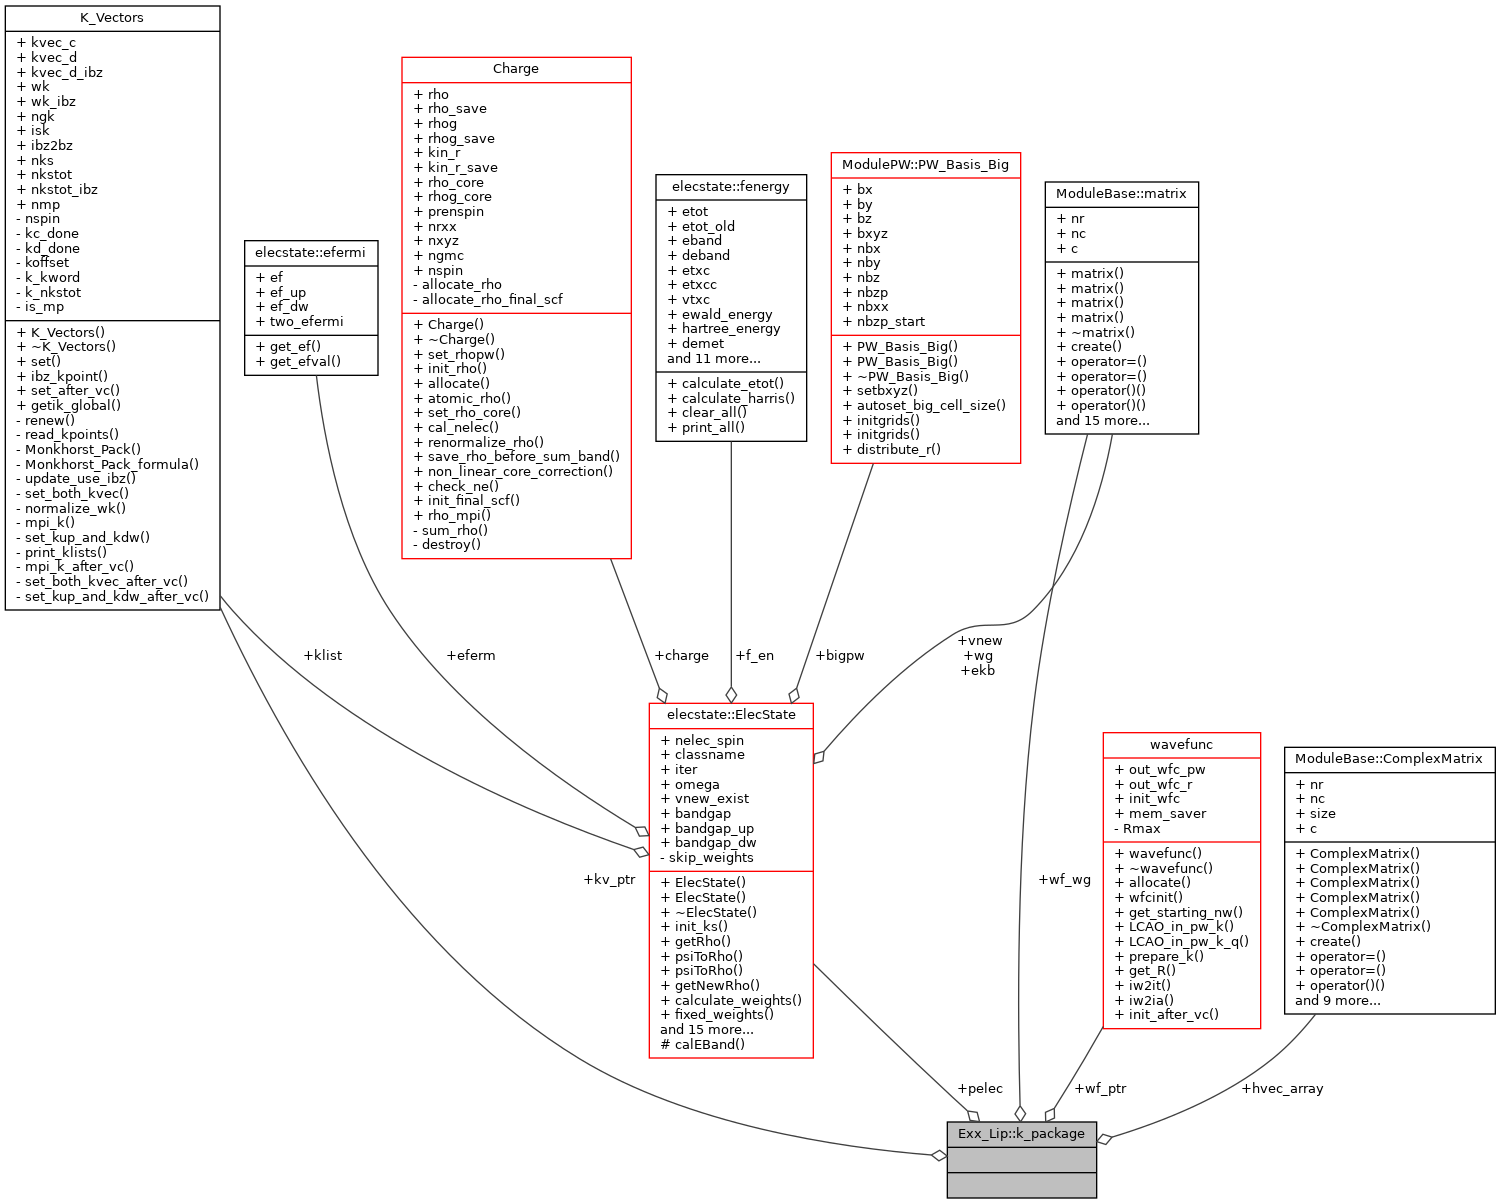 K_Vectors
+ kvec_c
+ kvec_d
+ kvec_d_ibz
+ wk
+ wk_ibz
+ ngk
+ isk
+ ibz2bz
+ nks
+ nkstot
+ nkstot_ibz
+ nmp
- nspin
- kc_done
- kd_done
- koffset
- k_kword
- k_nkstot
- is_mp
+ K_Vectors()
+ ~K_Vectors()
+ set()
+ ibz_kpoint()
+ set_after_vc()
+ getik_global()
- renew()
- read_kpoints()
- Monkhorst_Pack()
- Monkhorst_Pack_formula()
- update_use_ibz()
- set_both_kvec()
- normalize_wk()
- mpi_k()
- set_kup_and_kdw()
- print_klists()
- mpi_k_after_vc()
- set_both_kvec_after_vc()
- set_kup_and_kdw_after_vc()
elecstate::efermi
+ ef
+ ef_up
+ ef_dw
+ two_efermi
+ get_ef()
+ get_efval()
Charge
+ rho
+ rho_save
+ rhog
+ rhog_save
+ kin_r
+ kin_r_save
+ rho_core
+ rhog_core
+ prenspin
+ nrxx
+ nxyz
+ ngmc
+ nspin
- allocate_rho
- allocate_rho_final_scf
+ Charge()
+ ~Charge()
+ set_rhopw()
+ init_rho()
+ allocate()
+ atomic_rho()
+ set_rho_core()
+ cal_nelec()
+ renormalize_rho()
+ save_rho_before_sum_band()
+ non_linear_core_correction()
+ check_ne()
+ init_final_scf()
+ rho_mpi()
- sum_rho()
- destroy()
elecstate::fenergy
+ etot
+ etot_old
+ eband
+ deband
+ etxc
+ etxcc
+ vtxc
+ ewald_energy
+ hartree_energy
+ demet
and 11 more...
+ calculate_etot()
+ calculate_harris()
+ clear_all()
+ print_all()
ModulePW::PW_Basis_Big
+ bx
+ by
+ bz
+ bxyz
+ nbx
+ nby
+ nbz
+ nbzp
+ nbxx
+ nbzp_start
+ PW_Basis_Big()
+ PW_Basis_Big()
+ ~PW_Basis_Big()
+ setbxyz()
+ autoset_big_cell_size()
+ initgrids()
+ initgrids()
+ distribute_r()
ModuleBase::matrix
+ nr
+ nc
+ c
+ matrix()
+ matrix()
+ matrix()
+ matrix()
+ ~matrix()
+ create()
+ operator=()
+ operator=()
+ operator()()
+ operator()()
and 15 more...
+klist
+eferm
+charge
+f_en
+bigpw
+vnew
+wg
+ekb
elecstate::ElecState
+ nelec_spin
+ classname
+ iter
+ omega
+ vnew_exist
+ bandgap
+ bandgap_up
+ bandgap_dw
- skip_weights
+ ElecState()
+ ElecState()
+ ~ElecState()
+ init_ks()
+ getRho()
+ psiToRho()
+ psiToRho()
+ getNewRho()
+ calculate_weights()
+ fixed_weights()
and 15 more...
# calEBand()
wavefunc
+ out_wfc_pw
+ out_wfc_r
+ init_wfc
+ mem_saver
- Rmax
+ wavefunc()
+ ~wavefunc()
+ allocate()
+ wfcinit()
+ get_starting_nw()
+ LCAO_in_pw_k()
+ LCAO_in_pw_k_q()
+ prepare_k()
+ get_R()
+ iw2it()
+ iw2ia()
+ init_after_vc()
ModuleBase::ComplexMatrix
+ nr
+ nc
+ size
+ c
+ ComplexMatrix()
+ ComplexMatrix()
+ ComplexMatrix()
+ ComplexMatrix()
+ ComplexMatrix()
+ ~ComplexMatrix()
+ create()
+ operator=()
+ operator=()
+ operator()()
and 9 more...
+kv_ptr
+wf_wg
+pelec
+wf_ptr
+hvec_array
Exx_Lip::k_package